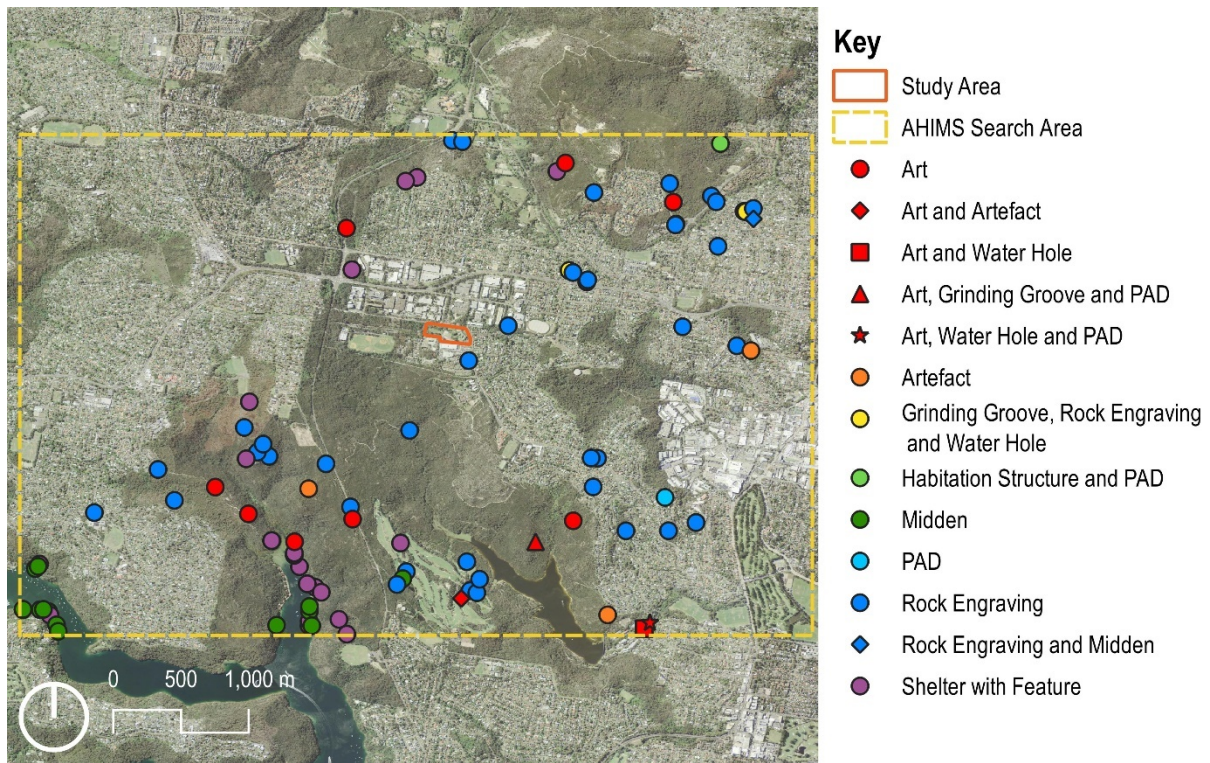 Key
Study Area
AHIMS Search Area
Art
Art and Artefact
Art and Water Hole
Art, Grinding Groove and PAD
Art, Water Hole and PAD
Artefact
Grinding Groove, Rock Engraving
and Water Hole
Habitation Structure and PAD
Midden
PAD
Rock Engraving
Rock Engraving and Midden
Shelter with Feature
0 500 1,000 m